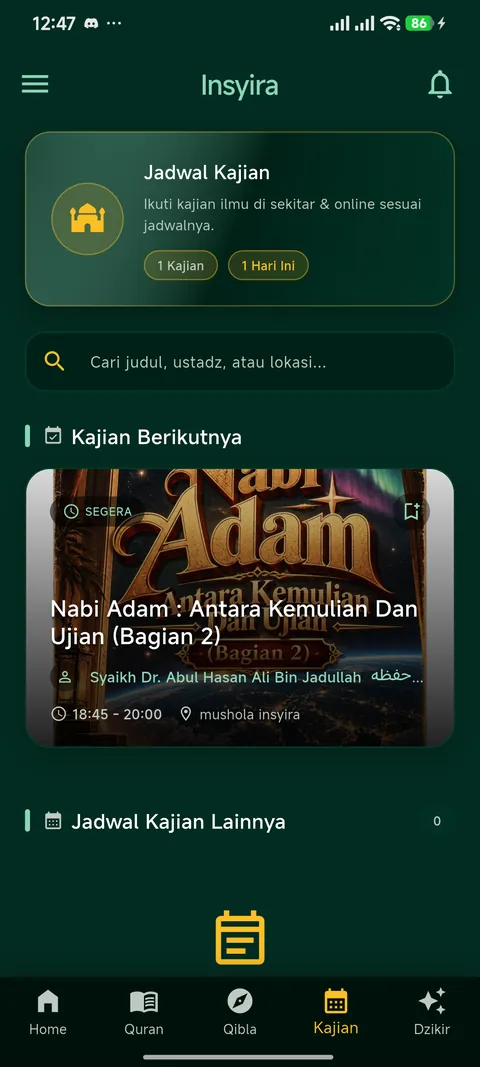 12:47
86
Insyira
Jadwal Kajian
Ikuti kajian ilmu di sekitar & online sesuai
jadwalnya.
1 Kajian
1 Hari Ini
Cari judul, ustadz, atau lokasi...
Kajian Berikutnya
Nabi
SEGERA
Adam
Antara Kemulian
Dan Ujian
(Bagian 2)
Nabi Adam : Antara Kemulian Dan
Ujian (Bagian 2)
Syaikh Dr. Abul Hasan Ali Bin Jadullah حفظه...
18:45 - 20:00
mushola insyira
Jadwal Kajian Lainnya
0
Home
Quran
Qibla
Kajian
Dzikir